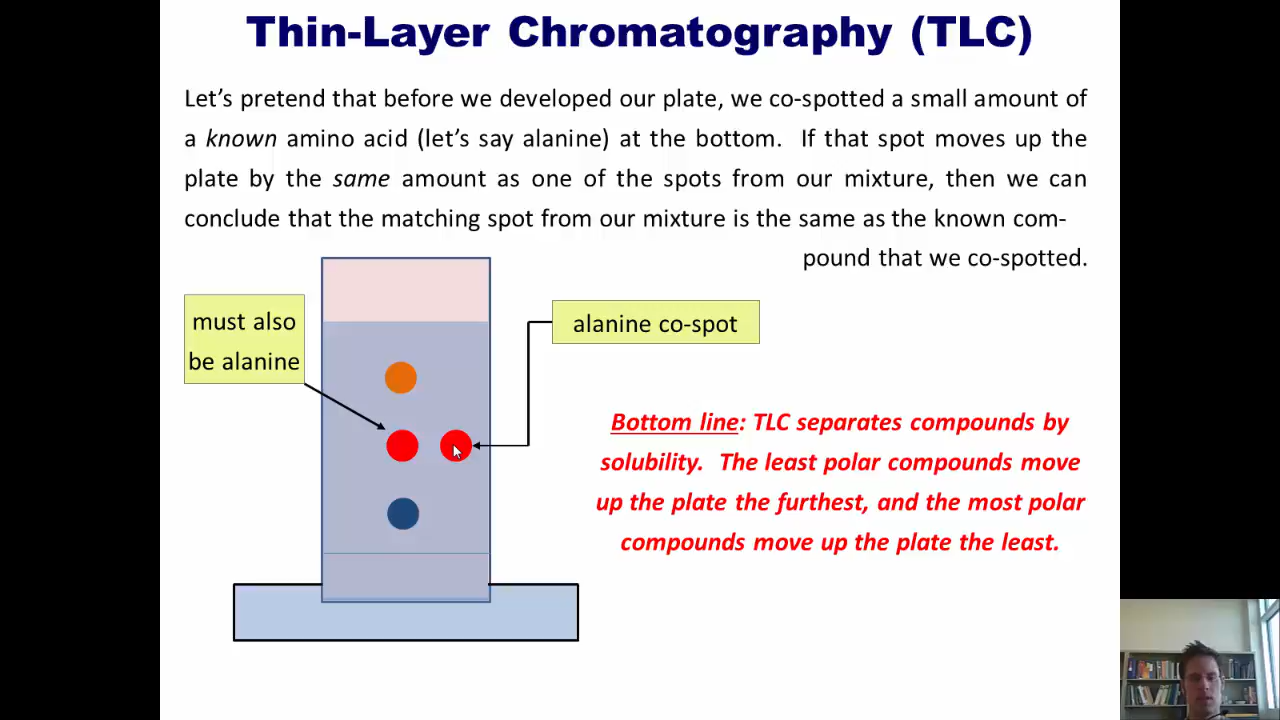 Thin-Layer Chromatography (TLC)
Let’s pretend that before we developed our plate, we co-spotted a small amount of
a known amino acid (let’s say alanine) at the bottom.  If that spot moves up the
plate by the same amount as one of the spots from our mixture, then we can
conclude that the matching spot from our mixture is the same as the known com-
pound that we co-spotted.
must also
be alanine
alanine co-spot
Bottom line: TLC separates compounds by
solubility.  The least polar compounds move
up the plate the furthest, and the most polar
compounds move up the plate the least.